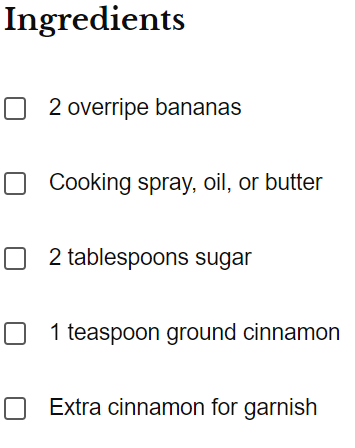 Ingredients
2 overripe bananas
Cooking spray, oil, or butter
2 tablespoons sugar
1 teaspoon ground cinnamon
Extra cinnamon for garnish